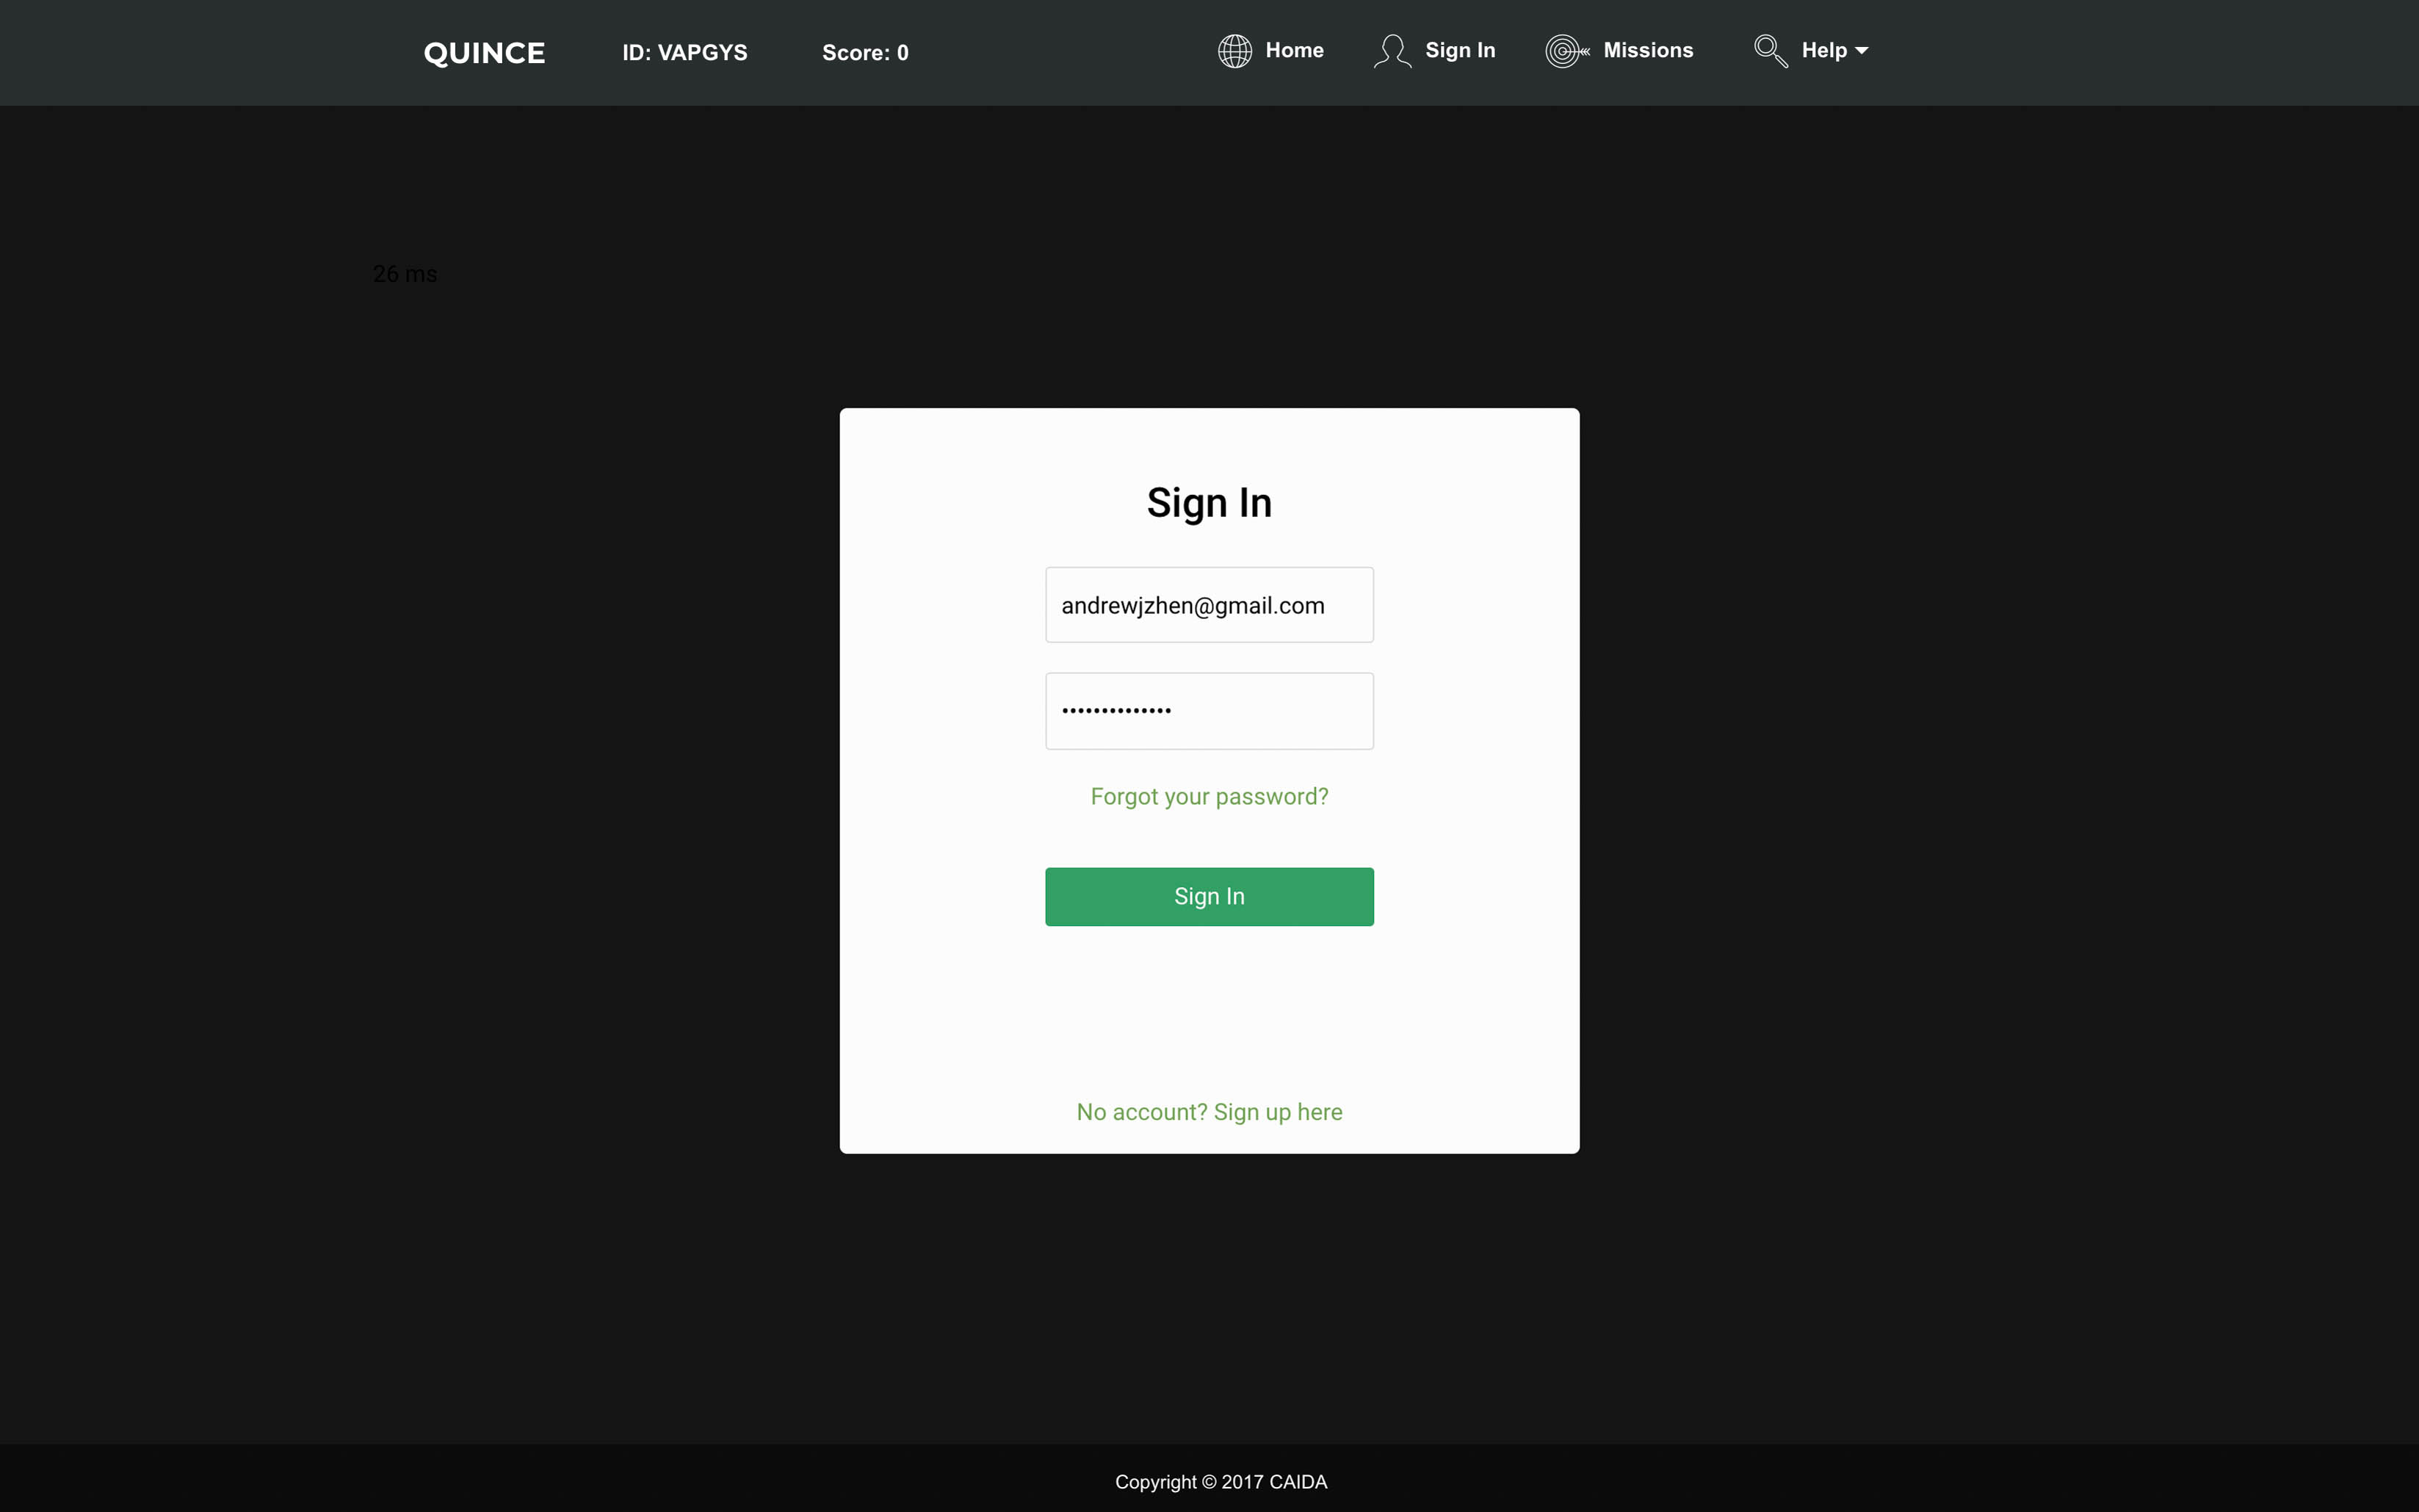 QUINCE ID: VAPGYS Score: 0 Home Sign In Missions Help
26 ms
Sign In
andrewjzhen@gmail.com
••••••••••••••
Forgot your password?
Sign In
No account? Sign up here
Copyright © 2017 CAIDA